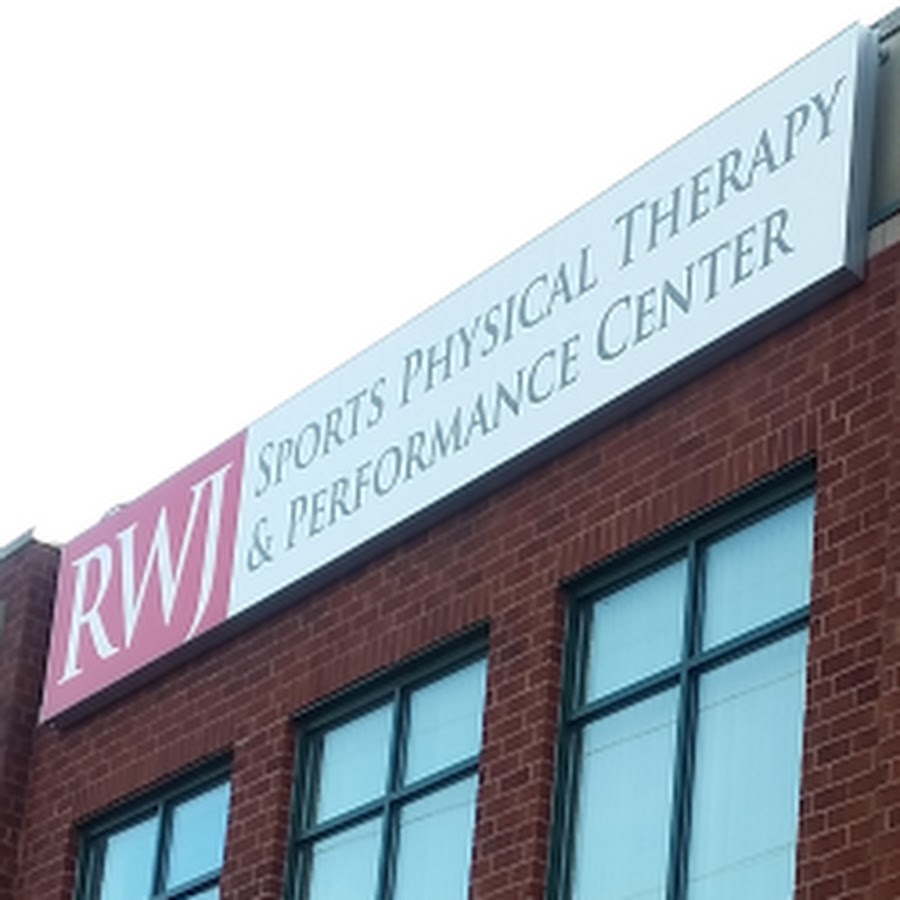 RWJ
SPORTS PHYSICAL THERAPY
& PERFORMANCE CENTER